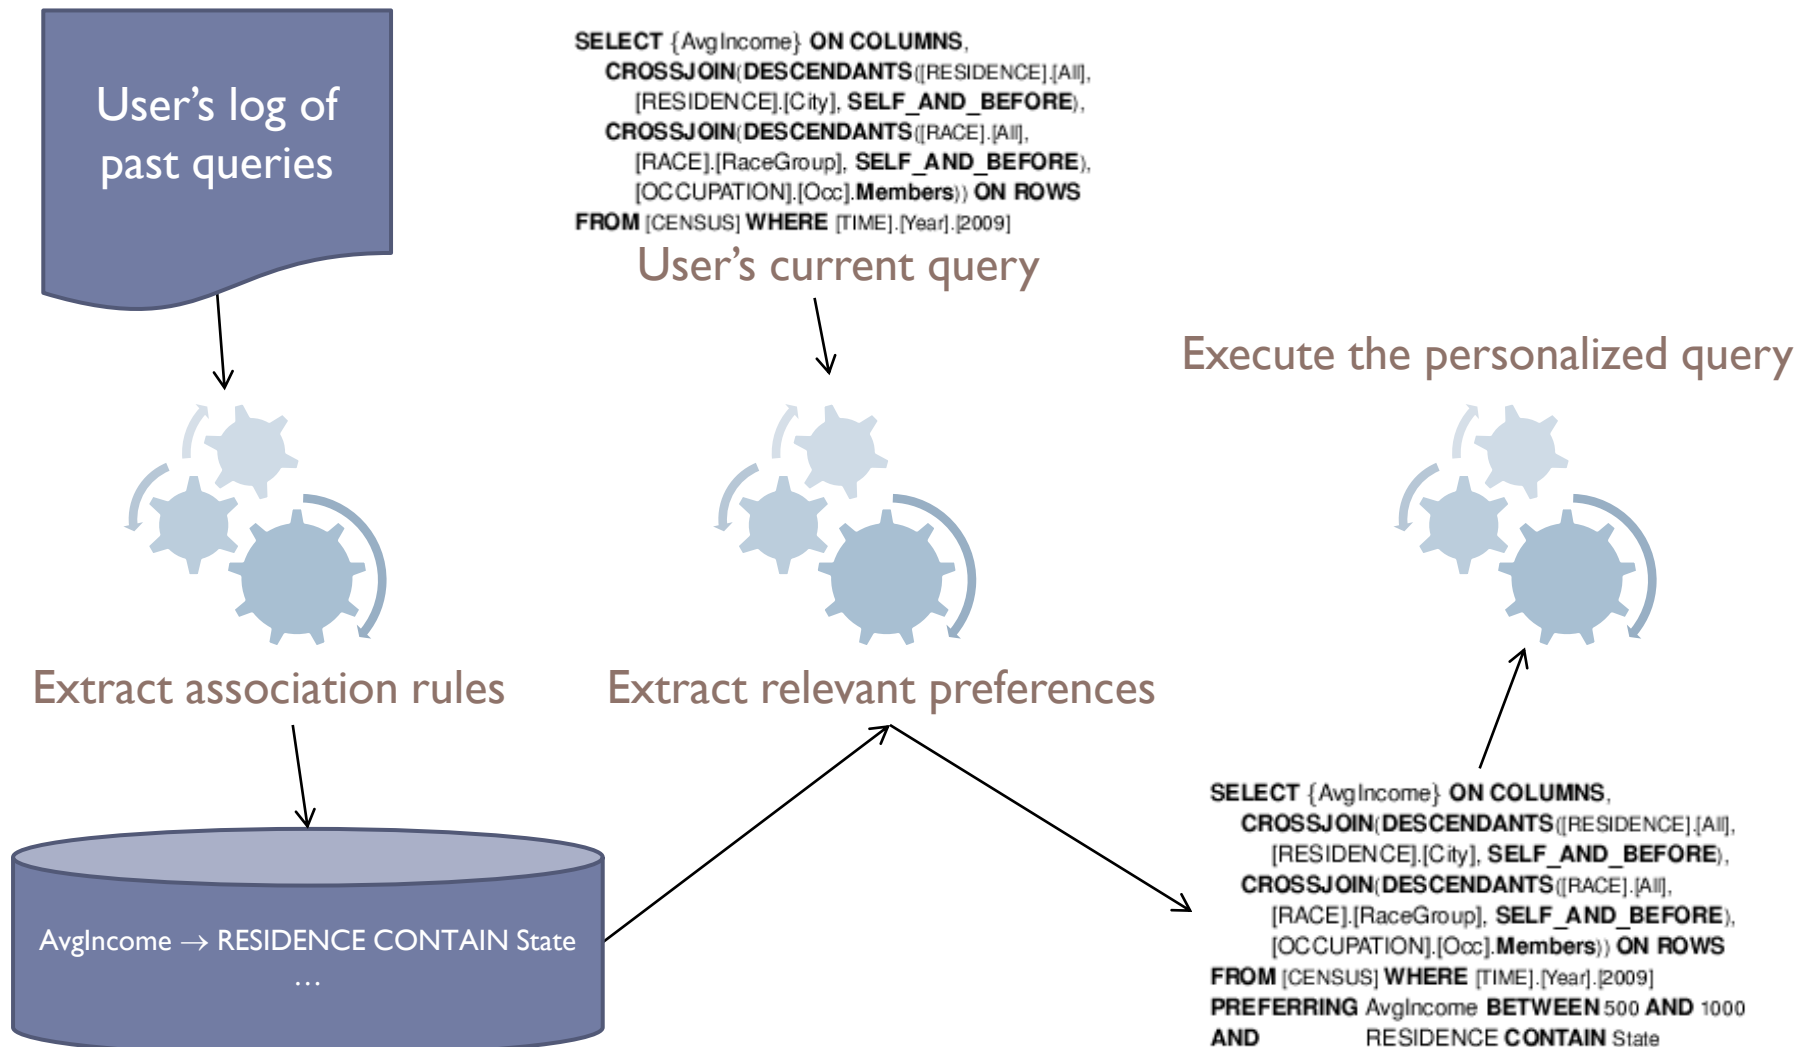 User’s log of
past queries
SELECT {AvgIncome} ON COLUMNS,
CROSSJOIN(DESCENDANTS([RESIDENCE].[All],
[RESIDENCE].[City], SELF_AND_BEFORE),
CROSSJOIN(DESCENDANTS([RACE].[All],
[RACE].[RaceGroup], SELF_AND_BEFORE),
[OCCUPATION].[Occ].Members)) ON ROWS
FROM [CENSUS] WHERE [TIME].[Year].[2009]
User’s current query
Execute the personalized query
Extract association rules
Extract relevant preferences
AvgIncome → RESIDENCE CONTAIN State
…
SELECT {AvgIncome} ON COLUMNS,
CROSSJOIN(DESCENDANTS([RESIDENCE].[All],
[RESIDENCE].[City], SELF_AND_BEFORE),
CROSSJOIN(DESCENDANTS([RACE].[All],
[RACE].[RaceGroup], SELF_AND_BEFORE),
[OCCUPATION].[Occ].Members)) ON ROWS
FROM [CENSUS] WHERE [TIME].[Year].[2009]
PREFERRING AvgIncome BETWEEN 500 AND 1000
AND RESIDENCE CONTAIN State